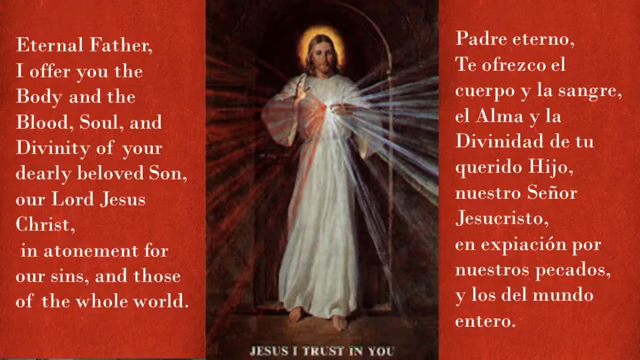 Eternal Father,
I offer you the
Body and the
Blood, Soul, and
Divinity of your
dearly beloved Son,
our Lord Jesus
Christ,
in atonement for
our sins, and those
of the whole world.
JESUS I TRUST IN YOU
Padre eterno,
Te ofrezco el
cuerpo y la sangre,
el Alma y la
Divinidad de tu
querido Hijo,
nuestro Señor
Jesucristo,
en expiación por
nuestros pecados,
y los del mundo
entero.